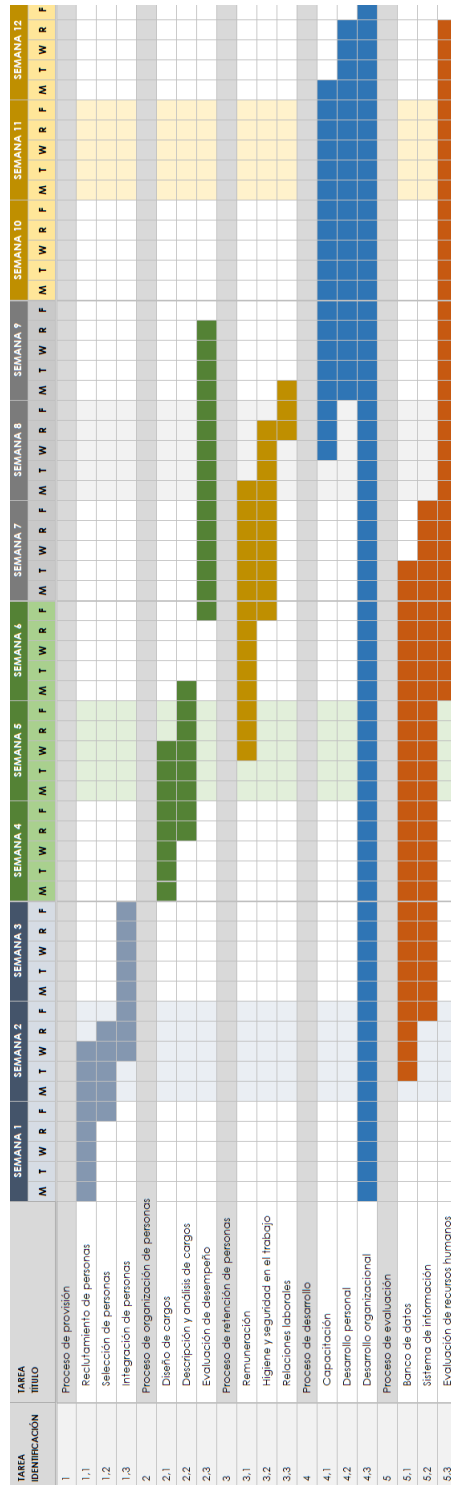 TAREA IDENTIFICACIÓN TAREA TÍTULO SEMANA 1 SEMANA 2 SEMANA 3 SEMANA 4 SEMANA 5 SEMANA 6 SEMANA 7 SEMANA 8 SEMANA 9 SEMANA 10 SEMANA 11 SEMANA 12
M T W R F M T W R F M T W R F M T W R F M T W R F M T W R F M T W R F M T W R F M T W R F M T W R F M T W R F M T W R F
1 Proceso de provisión
1,1 Reclutamiento de personas
1,2 Selección de personas
1,3 Integración de personas
2 Proceso de organización de personas
2,1 Diseño de cargos
2,2 Descripción y análisis de cargos
2,3 Evaluación de desempeño
3 Proceso de retención de personas
3,1 Remuneración
3,2 Higiene y seguridad en el trabajo
3,3 Relaciones laborales
4 Proceso de desarrollo
4,1 Capacitación
4,2 Desarrollo personal
4,3 Desarrollo organizacional
5 Proceso de evaluación
5,1 Banco de datos
5,2 Sistema de información
5,3 Evaluación de recursos humanos